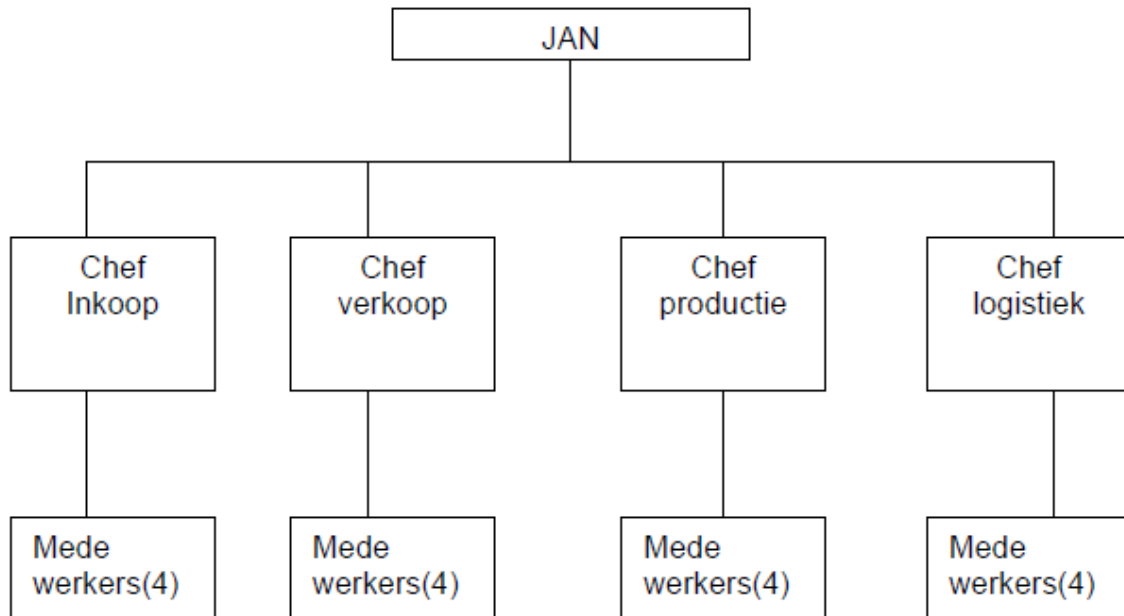 JAN
Chef
Inkoop
Chef
verkoop
Chef
productie
Chef
logistiek
Mede
werkers(4)
Mede
werkers(4)
Mede
werkers(4)
Mede
werkers(4)